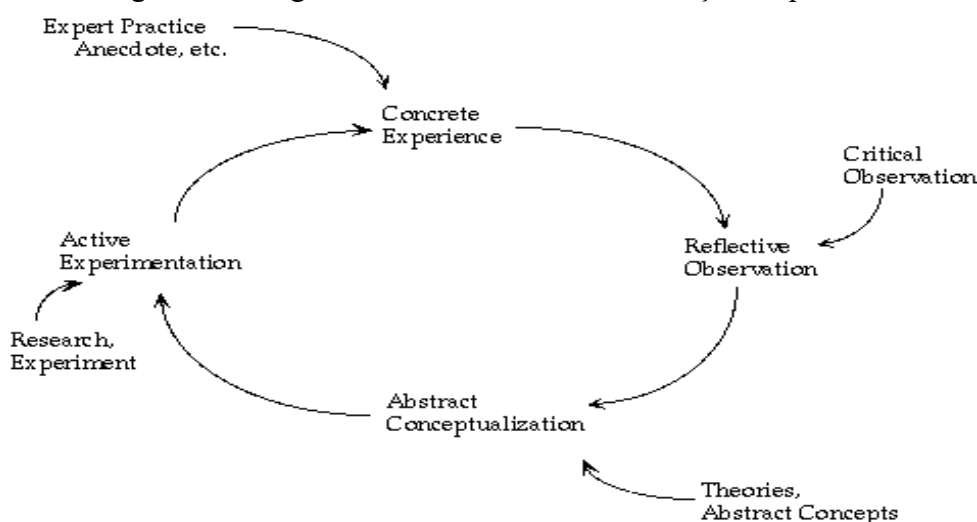 Expert Practice
Anecdote, etc.
Concrete
Experience
Critical
Observation
Active
Experimentation
Reflective
Observation
Research,
Experiment
Abstract
Conceptualization
Theories,
Abstract Concepts